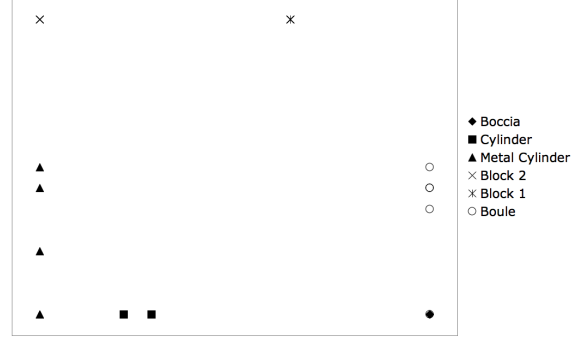 Boccia
Cylinder
Metal Cylinder
Block 2
Block 1
Boule